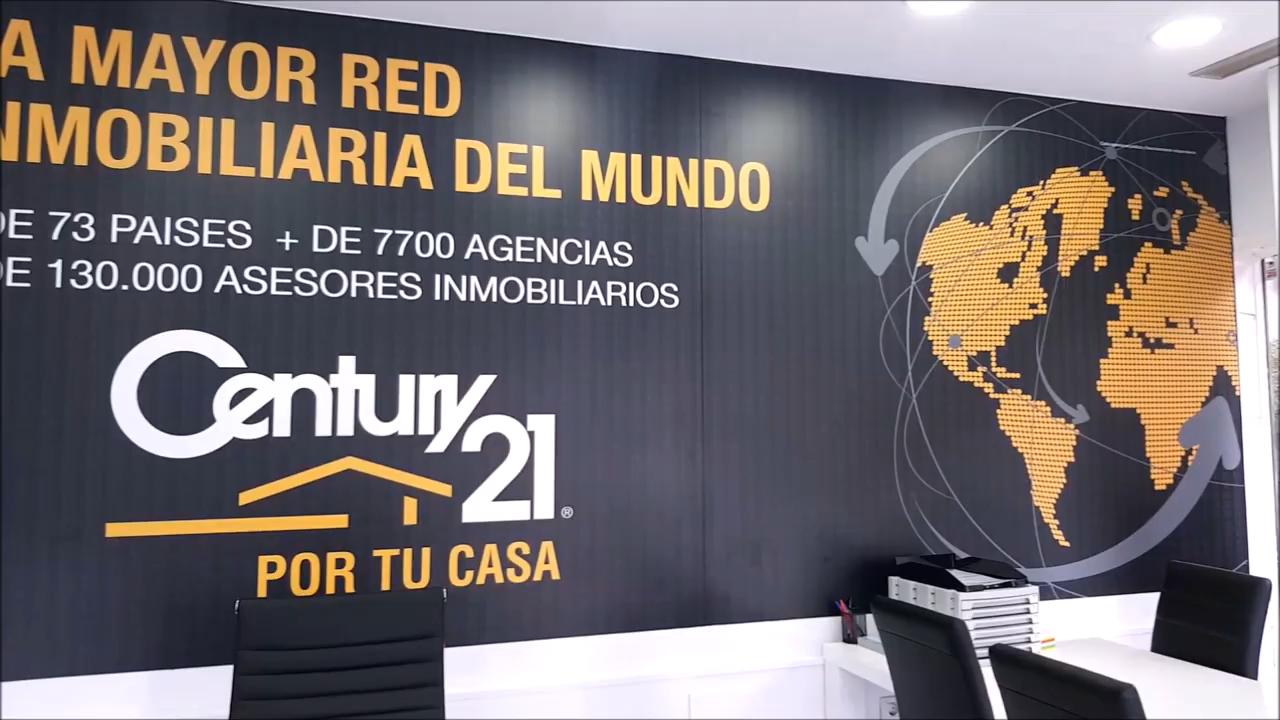 A MAYOR RED
NMOBILIARIA DEL MUNDO
DE 73 PAISES + DE 7700 AGENCIAS
DE 130.000 ASESORES INMOBILIARIOS
Century 21®
POR TU CASA